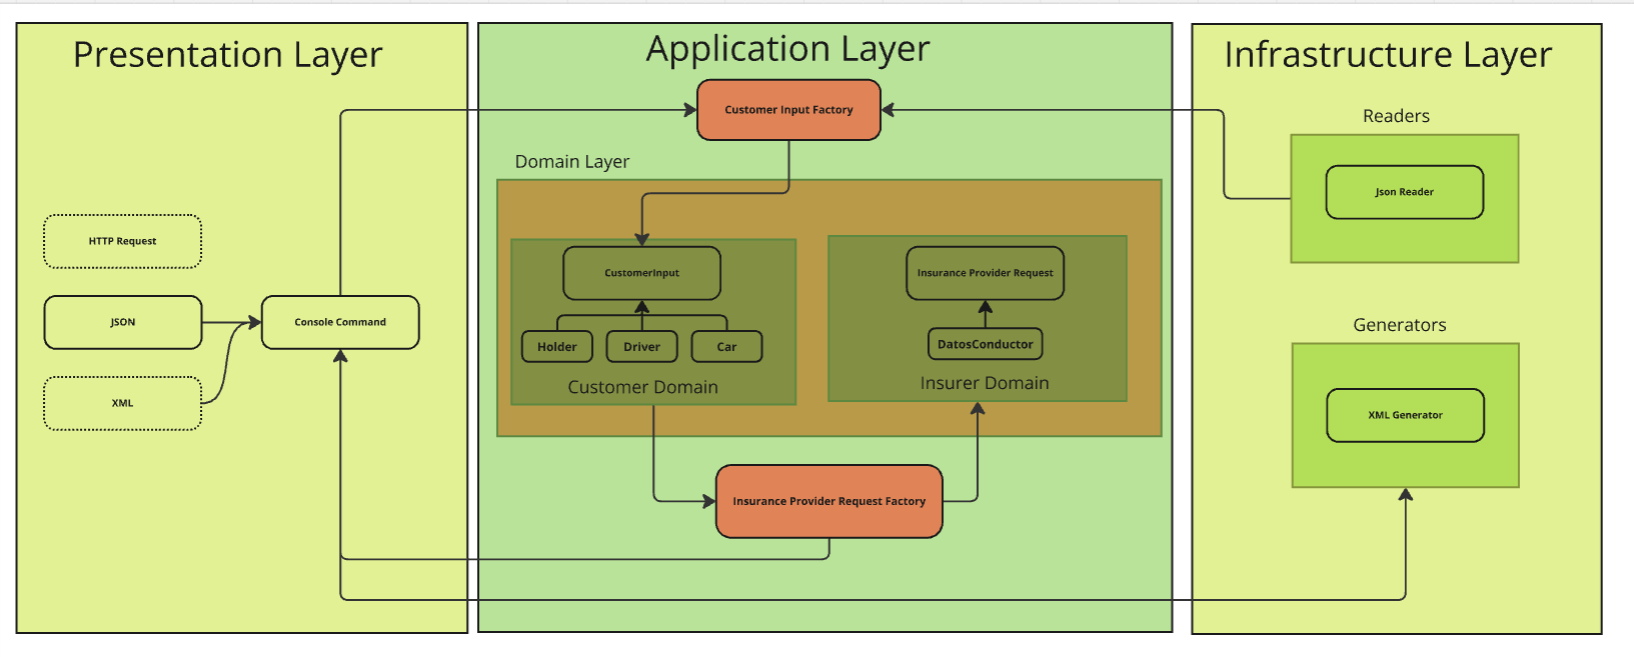 Presentation Layer
HTTP Request
JSON
XML
Console Command
Application Layer
Customer Input Factory
Domain Layer
CustomerInput
Holder
Driver
Car
Customer Domain
Insurance Provider Request
DatosConductor
Insurer Domain
Insurance Provider Request Factory
Infrastructure Layer
Readers
Json Reader
Generators
XML Generator